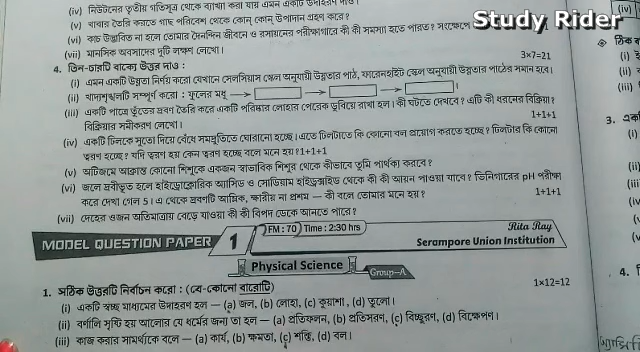 Study Rider
(iv) নিউটনের তৃতীয় গতিসূত্র থেকে ব্যাখ্যা করা যায় এমন একটি উদাহরণ দাও।
(v) খাবার তৈরি করতে গাছ পরিবেশ থেকে কোন্ কোন্ উপাদান গ্রহণ করে?
(vi) কাচ উদ্ভাবিত না হলে তোমার দৈনন্দিন জীবনে ও রসায়নের পরীক্ষাগারে কী কী সমস্যা হতে পারত? সংক্ষেপে
(vii) মানসিক অবসাদের দুটি লক্ষণ লেখো।
4. তিন-চারটি বাক্যে উত্তর দাও : 3×7=21
(i) এমন একটি উষ্ণতা নির্ণয় করো যেখানে সেলসিয়াস স্কেল অনুযায়ী উষ্ণতার পাঠ, ফারেনহাইট স্কেল অনুযায়ী উষ্ণতার পাঠের সমান হবে।
(ii) খাদ্যশৃঙ্খলটি সম্পূর্ণ করো : ফুলের মধু
(iii) একটি পাত্রে তুঁতের দ্রবণ তৈরি করে একটি পরিষ্কার লোহার পেরেক ডুবিয়ে রাখা হল। কী ঘটতে দেখবে? এটি কী ধরনের বিক্রিয়া?
বিক্রিয়ার সমীকরণ লেখো। 1+1+1
(iv) একটি ঢিলকে সুতো দিয়ে বেঁধে সমদ্রুতিতে ঘোরানো হচ্ছে। এতে ঢিলটাতে কি কোনো বল প্রয়োগ করতে হচ্ছে? ঢিলটার কি কোনো
ত্বরণ হচ্ছে? যদি ত্বরণ হয় কেন ত্বরণ হচ্ছে বলে মনে হয়? 1+1+1
(v) অটিজমে আক্রান্ত কোনো শিশুকে একজন স্বাভাবিক শিশুর থেকে কীভাবে তুমি পার্থক্য করবে?
(vi) জলে দ্রবীভূত হলে হাইড্রোক্লোরিক অ্যাসিড ও সোডিয়াম হাইড্রক্সাইড থেকে কী কী আয়ন পাওয়া যাবে? ভিনিগারের pH পরীক্ষা
করে দেখা গেল 5। এ থেকে দ্রবণটি আম্লিক, ক্ষারীয় না প্রশম — কী বলে তোমার মনে হয়? 1+1+1
(vii) দেহের ওজন অতিমাত্রায় বেড়ে যাওয়া কী কী বিপদ ডেকে আনতে পারে?
MODEL QUESTION PAPER 1 FM : 70 Time : 2:30 hrs Rita Ray
Serampore Union Institution
Physical Science Group-A
1. সঠিক উত্তরটি নির্বাচন করো : (যে-কোনো বারোটি) 1×12=12
(i) একটি স্বচ্ছ মাধ্যমের উদাহরণ হল — (a) জল, (b) লোহা, (c) কুয়াশা, (d) তুলো।
(ii) বর্ণালি সৃষ্টি হয় আলোর যে ধর্মের জন্য তা হল — (a) প্রতিফলন, (b) প্রতিসরণ, (c) বিচ্ছুরণ, (d) বিক্ষেপণ।
(iii) কাজ করার সামর্থ্যকে বলে — (a) কার্য, (b) ক্ষমতা, (c) শক্তি, (d) বল।
(iv)
(i)
(ii)
(iii)
3.
(i)
(ii)
(iii)
(iv)
4.